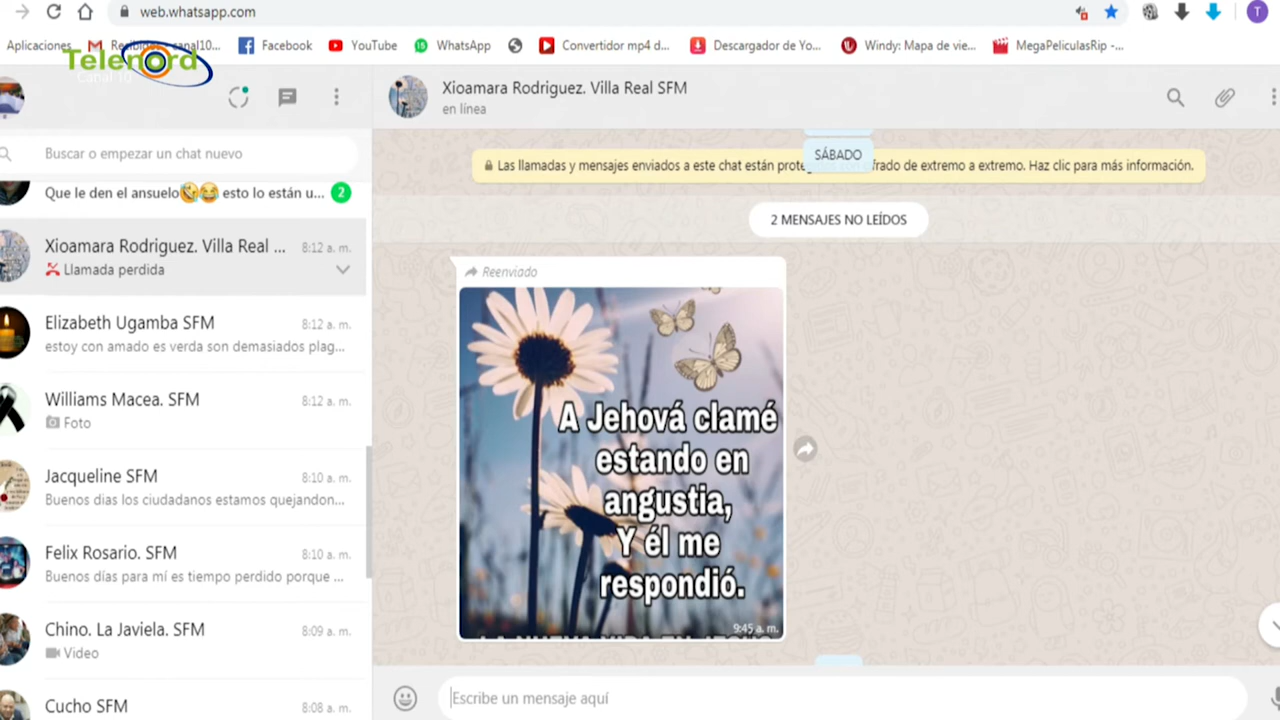 web.whatsapp.com
T
Aplicaciones
Recibidos - canal10...
Facebook
YouTube
WhatsApp
Convertidor mp4 d...
Descargador de Yo...
Windy: Mapa de vie...
MegaPeliculasRip -...
Telenord
Canal 10
Xioamara Rodriguez. Villa Real SFM
en línea
Buscar o empezar un chat nuevo
SÁBADO
Las llamadas y mensajes enviados a este chat están cifrado de extremo a extremo. Haz clic para más información.
Que le den el ansuelo🤣😂 esto lo están u...
2
2 MENSAJES NO LEÍDOS
Xioamara Rodriguez. Villa Real ...
8:12 a. m.
Llamada perdida
Elizabeth Ugamba SFM
8:12 a. m.
estoy con amado es verda son demasiados plag...
Williams Macea. SFM
8:12 a. m.
Foto
Jacqueline SFM
8:10 a. m.
Buenos dias los ciudadanos estamos quejandon...
Felix Rosario. SFM
8:10 a. m.
Buenos días para mí es tiempo perdido porque ...
Chino. La Javiela. SFM
8:09 a. m.
Video
Cucho SFM
8:08 a. m.
Reenviado
A Jehová clamé
estando en
angustia,
Y él me
respondió.
9:45 a. m.
Escribe un mensaje aquí